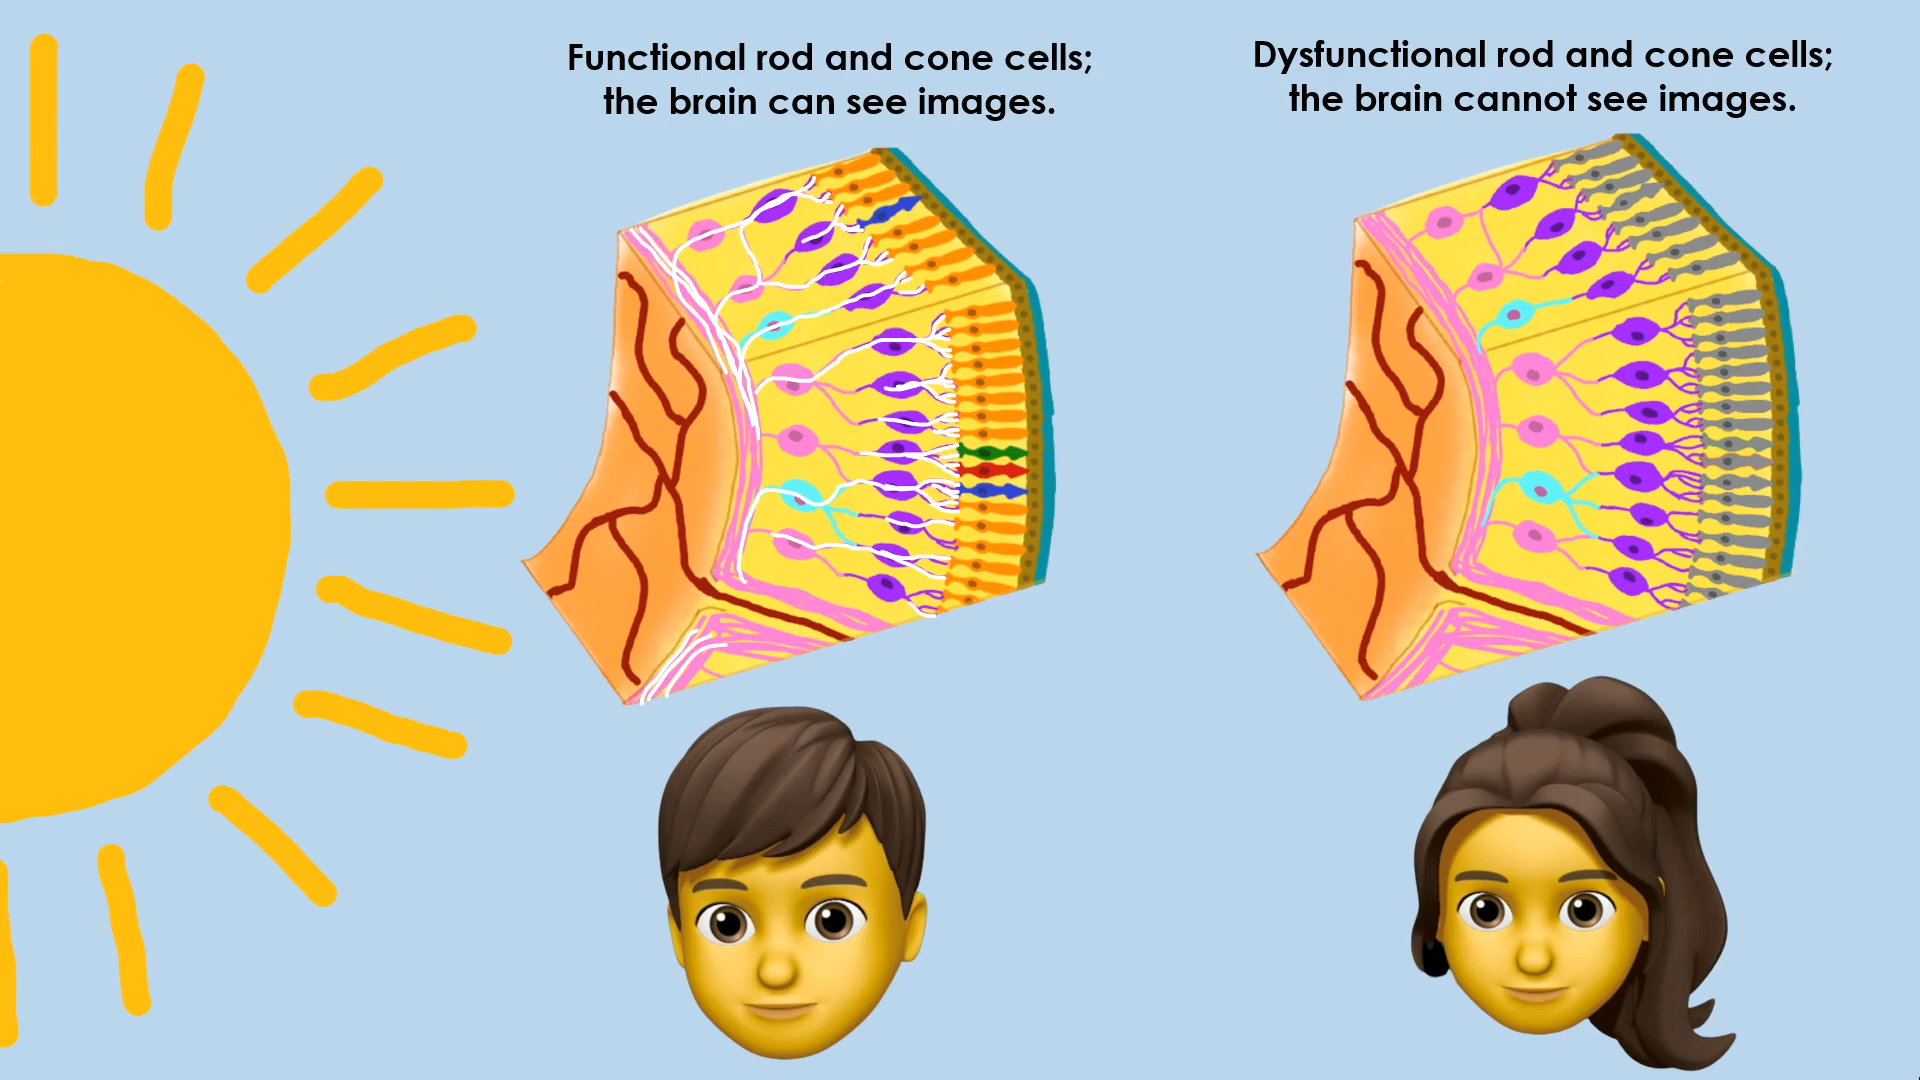 Functional rod and cone cells;
the brain can see images.
Dysfunctional rod and cone cells;
the brain cannot see images.